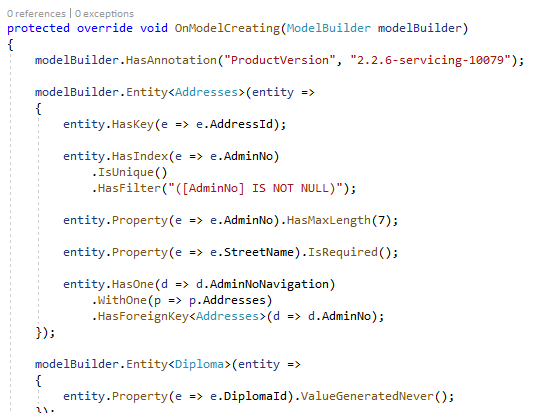 0 references | 0 exceptions
protected override void OnModelCreating(ModelBuilder modelBuilder)
{
modelBuilder.HasAnnotation("ProductVersion", "2.2.6-servicing-10079");
modelBuilder.Entity<Addresses>(entity =>
{
entity.HasKey(e => e.AddressId);
entity.HasIndex(e => e.AdminNo)
.IsUnique()
.HasFilter("([AdminNo] IS NOT NULL)");
entity.Property(e => e.AdminNo).HasMaxLength(7);
entity.Property(e => e.StreetName).IsRequired();
entity.HasOne(d => d.AdminNoNavigation)
.WithOne(p => p.Addresses)
.HasForeignKey<Addresses>(d => d.AdminNo);
});
modelBuilder.Entity<Diploma>(entity =>
{
entity.Property(e => e.DiplomaId).ValueGeneratedNever();
});